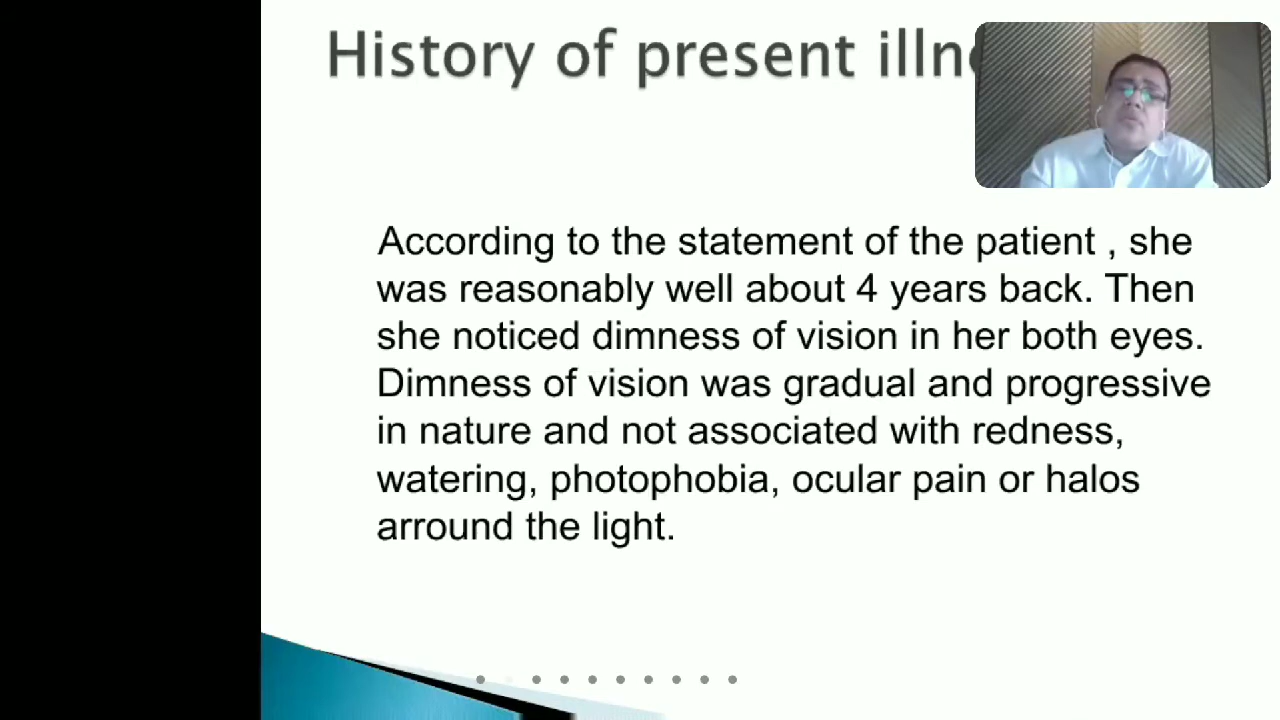 History of present
According to the statement of the patient , she
was reasonably well about 4 years back. Then
she noticed dimness of vision in her both eyes.
Dimness of vision was gradual and progressive
in nature and not associated with redness,
watering, photophobia, ocular pain or halos
arround the light.